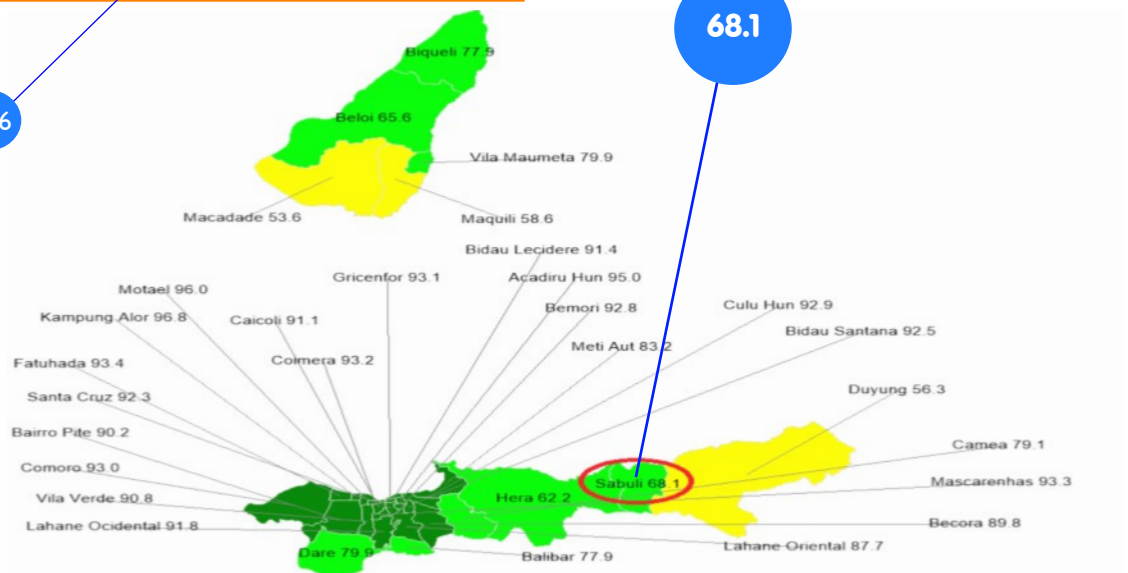 68.1
6
Biqueli 77.9
Beloi 65.6
Vila Maumeta 79.9
Macadade 53.6
Maquili 58.6
Bidau Lecidere 91.4
Gricenfor 93.1
Acadiru Hun 95.0
Motael 96.0
Bemori 92.8
Culu Hun 92.9
Kampung Alor 96.8
Caicoli 91.1
Bidau Santana 92.5
Meti Aut 83.2
Coimera 93.2
Fatuhada 93.4
Duyung 56.3
Santa Cruz 92.3
Bairro Pite 90.2
Camea 79.1
Comoro 93.0
Mascarenhas 93.3
Sabuli 68.1
Vila Verde 90.8
Hera 62.2
Lahane Ocidental 91.8
Becora 89.8
Lahane Oriental 87.7
Dare 79.9
Balibar 77.9